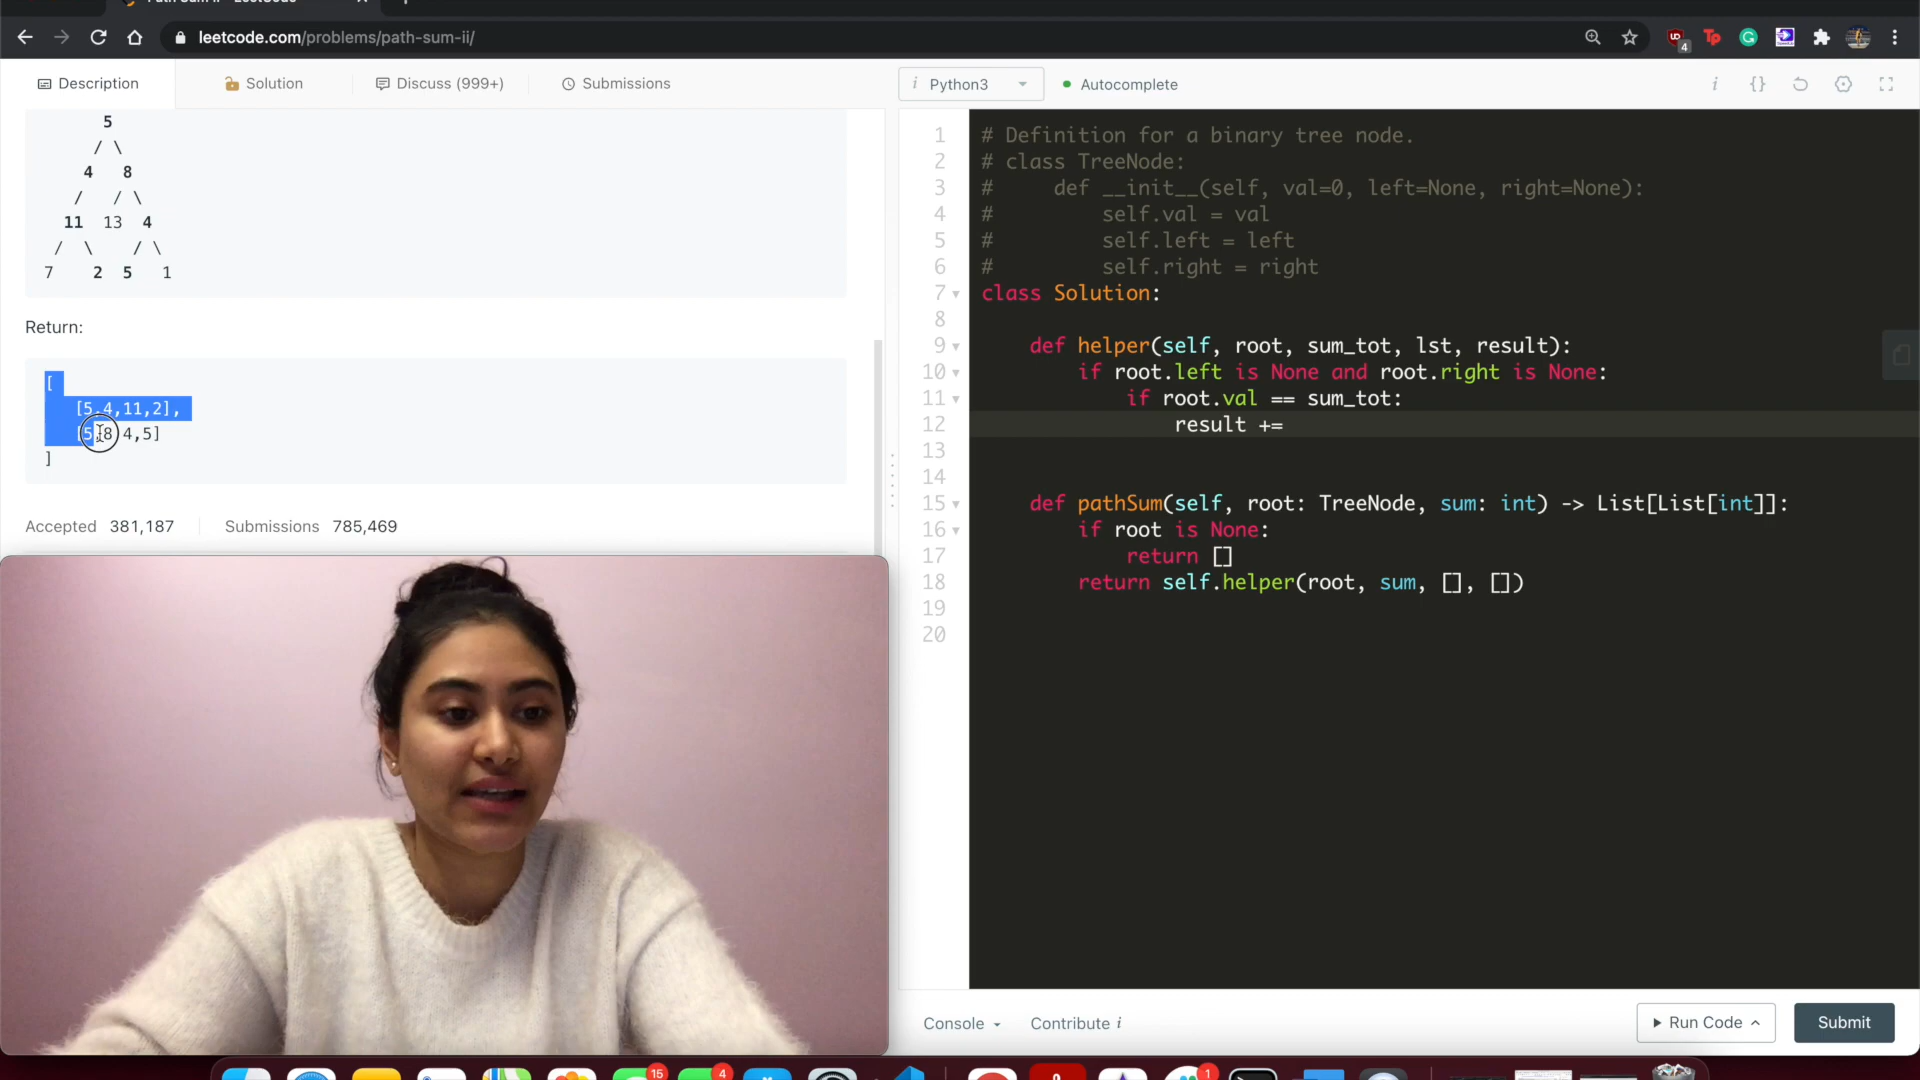 leetcode.com/problems/path-sum-ii/
4
Description
Solution
Discuss (999+)
Submissions
i Python3
Autocomplete
i {}
5
/ \
4 8
/ / \
11 13 4
/ \ / \
7 2 5 1
Return:
[
[5,4,11,2],
[5,8,4,5]
]
Accepted 381,187
Submissions 785,469
1 # Definition for a binary tree node.
2 # class TreeNode:
3 # def __init__(self, val=0, left=None, right=None):
4 # self.val = val
5 # self.left = left
6 # self.right = right
7 class Solution:
8
9 def helper(self, root, sum_tot, lst, result):
10 if root.left is None and root.right is None:
11 if root.val == sum_tot:
12 result +=
13
14
15 def pathSum(self, root: TreeNode, sum: int) -> List[List[int]]:
16 if root is None:
17 return []
18 return self.helper(root, sum, [], [])
19
20
Console
Contribute i
Run Code
Submit
15
4
1